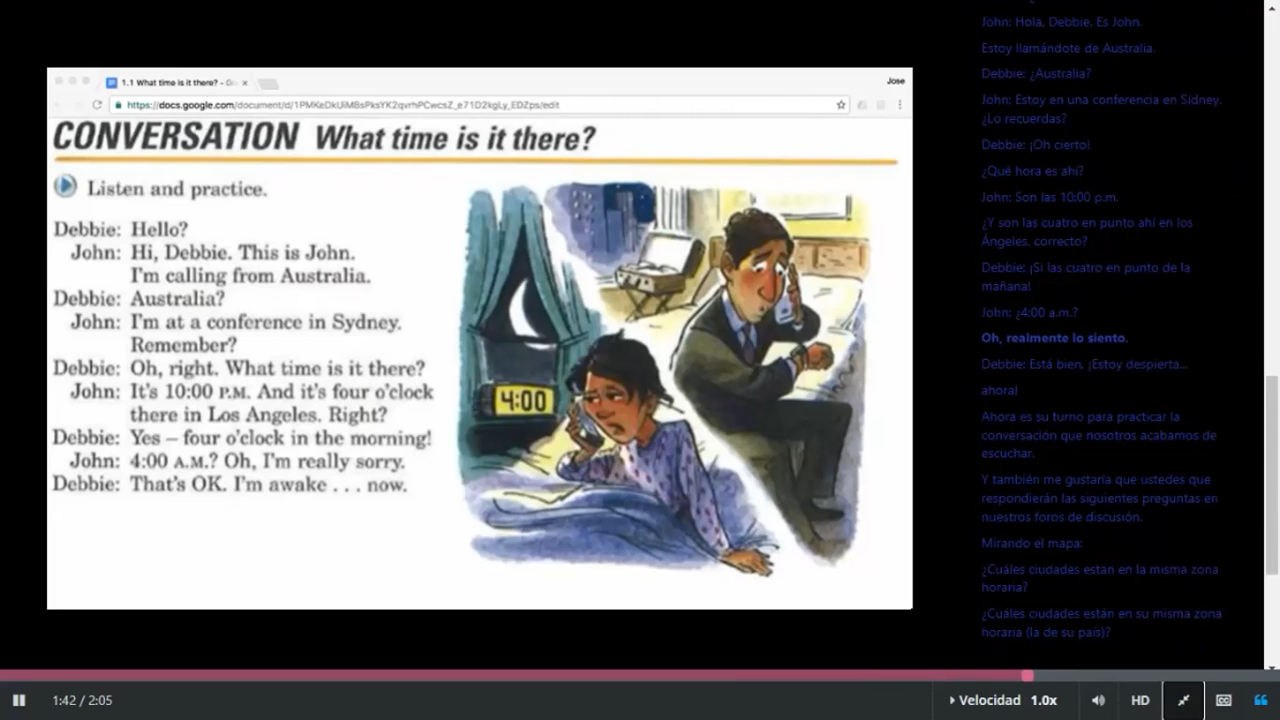 1.1 What time is it there? - Go
Jose
https://docs.google.com/document/d/
CONVERSATION What time is it there?
Listen and practice.
Debbie: Hello?
John: Hi, Debbie. This is John.
I'm calling from Australia.
Debbie: Australia?
John: I'm at a conference in Sydney.
Remember?
Debbie: Oh, right. What time is it there?
John: It's 10:00 P.M. And it's four o'clock
there in Los Angeles. Right?
Debbie: Yes – four o'clock in the morning!
John: 4:00 A.M.? Oh, I'm really sorry.
Debbie: That's OK. I'm awake . . . now.
4:00
John: Hola, Debbie. Es John.
Estoy llamándote de Australia.
Debbie: ¿Australia?
John: Estoy en una conferencia en Sídney.
¿Lo recuerdas?
Debbie: ¡Oh cierto!
¿Qué hora es ahí?
John: Son las 10:00 p.m.
¿Y son las cuatro en punto ahí en los
Ángeles, correcto?
Debbie: ¡Si las cuatro en punto de la
mañana!
John: ¿4:00 a.m.?
Oh, realmente lo siento.
Debbie: Está bien, ¡Estoy despierta...
ahora!
Ahora es su turno para practicar la
conversación que nosotros acabamos de
escuchar.
Y también me gustaría que ustedes que
respondierán las siguientes preguntas en
nuestros foros de discusión.
Mirando el mapa:
¿Cuáles ciudades están en la misma zona
horaria?
¿Cuáles ciudades están en su misma zona
horaria (la de su país)?
1:42 / 2:05
Velocidad 1.0x
HD
CC